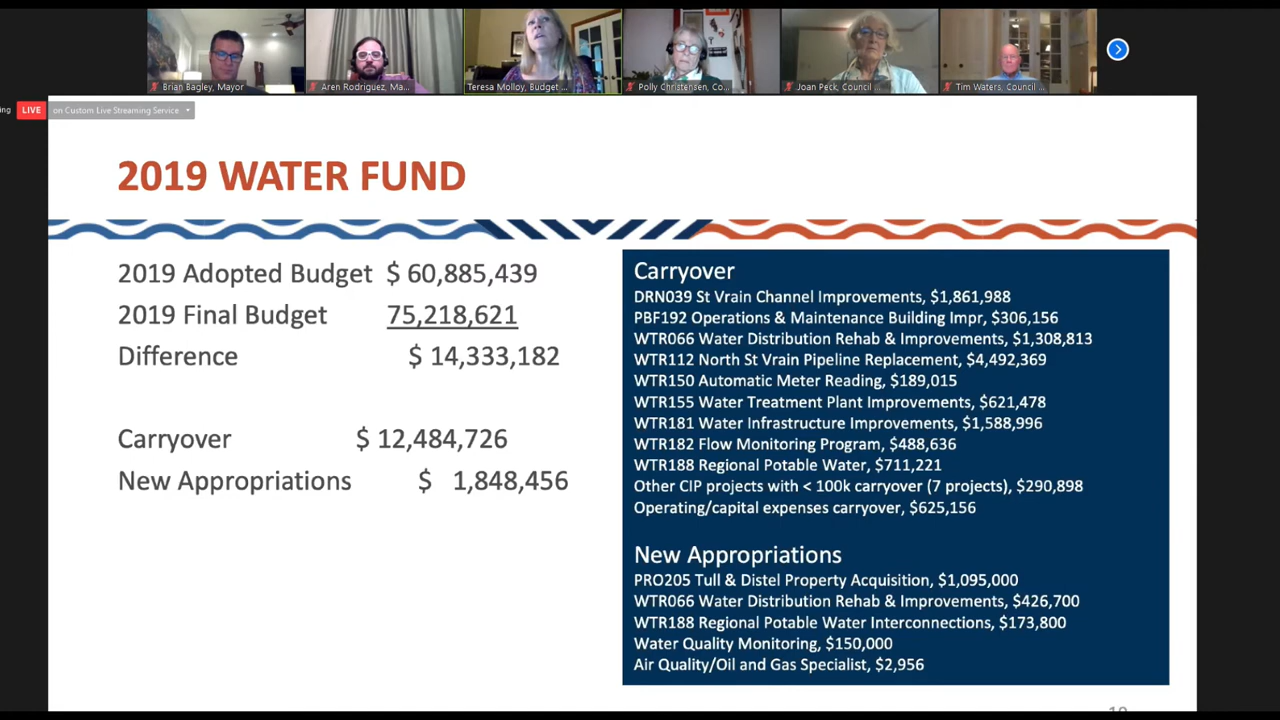 Brian Bagley, Mayor
Aren Rodriguez, Ma...
Teresa Molloy, Budget ...
Polly Christensen, Co...
Joan Peck, Council ...
Tim Waters, Council ...
ing LIVE on Custom Live Streaming Service
2019 WATER FUND
2019 Adopted Budget $ 60,885,439
2019 Final Budget 75,218,621
Difference $ 14,333,182
Carryover $ 12,484,726
New Appropriations $ 1,848,456
Carryover
DRN039 St Vrain Channel Improvements, $1,861,988
PBF192 Operations & Maintenance Building Impr, $306,156
WTR066 Water Distribution Rehab & Improvements, $1,308,813
WTR112 North St Vrain Pipeline Replacement, $4,492,369
WTR150 Automatic Meter Reading, $189,015
WTR155 Water Treatment Plant Improvements, $621,478
WTR181 Water Infrastructure Improvements, $1,588,996
WTR182 Flow Monitoring Program, $488,636
WTR188 Regional Potable Water, $711,221
Other CIP projects with < 100k carryover (7 projects), $290,898
Operating/capital expenses carryover, $625,156
New Appropriations
PRO205 Tull & Distel Property Acquisition, $1,095,000
WTR066 Water Distribution Rehab & Improvements, $426,700
WTR188 Regional Potable Water Interconnections, $173,800
Water Quality Monitoring, $150,000
Air Quality/Oil and Gas Specialist, $2,956